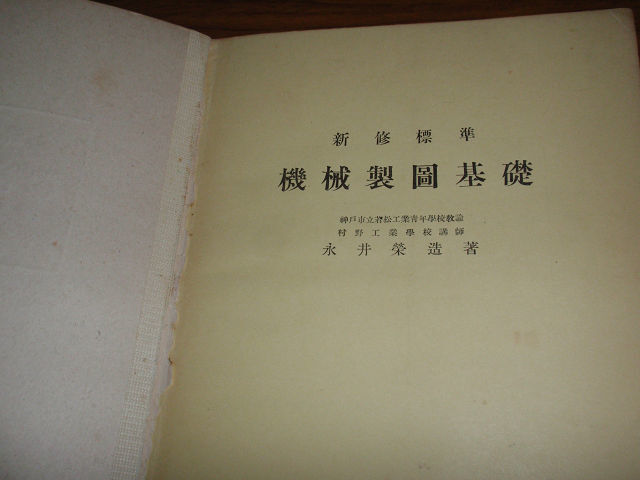 新修標準
機械製圖基礎
神戸市立若松工業青年學校教諭
村野工業學校講師
永井榮造著